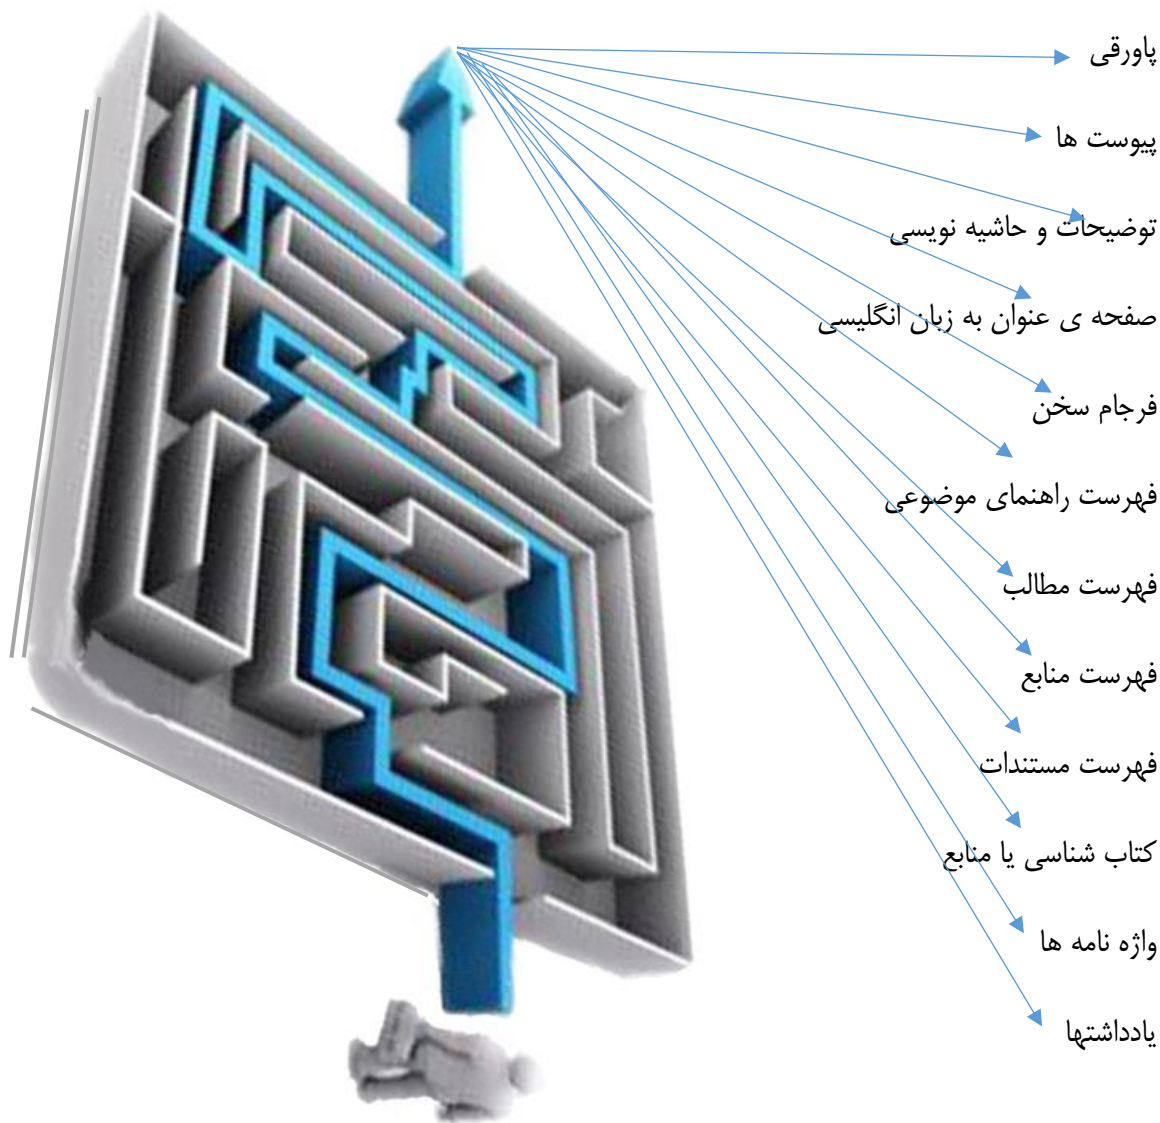 پاورقی
پیوست ها
توضیحات و حاشیه نویسی
صفحه ی عنوان به زبان انگلیسی
فرجام سخن
فهرست راهنمای موضوعی
فهرست مطالب
فهرست منابع
فهرست مستندات
کتاب شناسی یا منابع
واژه نامه ها
یادداشتها